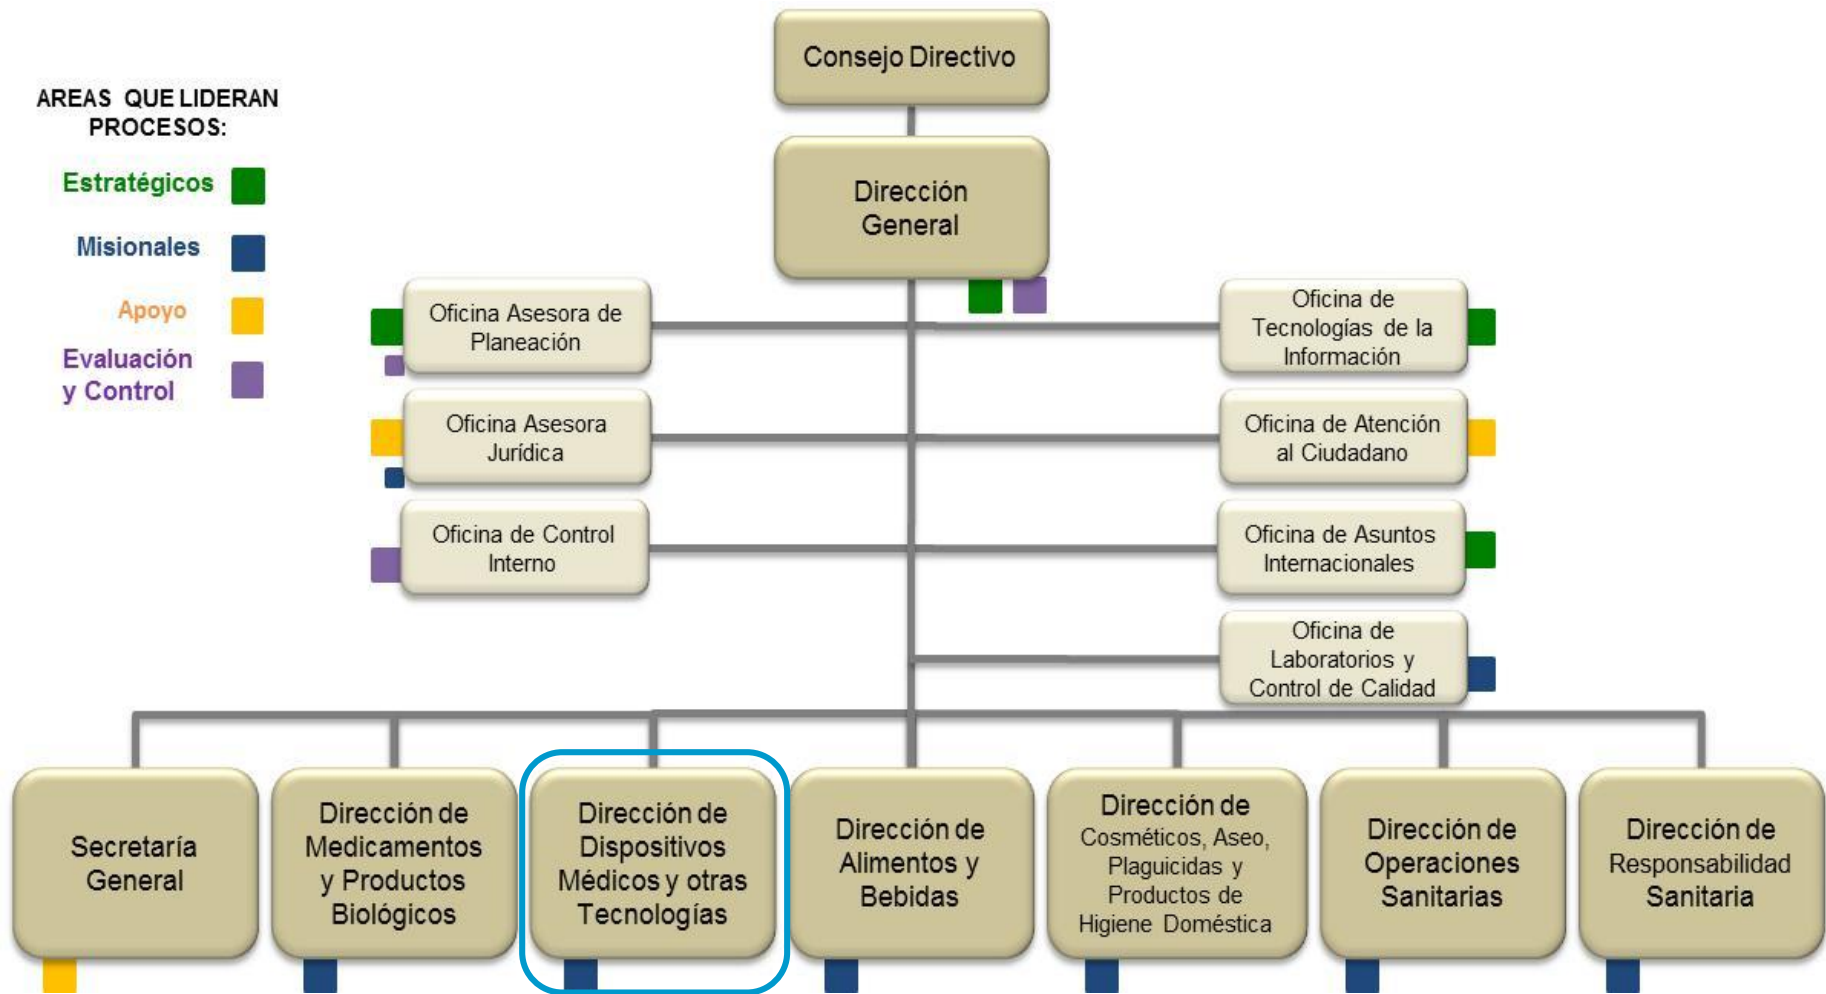 Consejo Directivo
AREAS QUE LIDERAN
PROCESOS:
Estratégicos
Misionales
Apoyo
Evaluación
y Control
Dirección
General
Oficina Asesora de
Planeación
Oficina de
Tecnologías de la
Información
Oficina Asesora
Jurídica
Oficina de Atención
al Ciudadano
Oficina de Control
Interno
Oficina de Asuntos
Internacionales
Oficina de
Laboratorios y
Control de Calidad
Secretaría
General
Dirección de
Medicamentos
y Productos
Biológicos
Dirección de
Dispositivos
Médicos y otras
Tecnologías
Dirección de
Alimentos y
Bebidas
Dirección de
Cosméticos, Aseo,
Plaguicidas y
Productos de
Higiene Doméstica
Dirección de
Operaciones
Sanitarias
Dirección de
Responsabilidad
Sanitaria